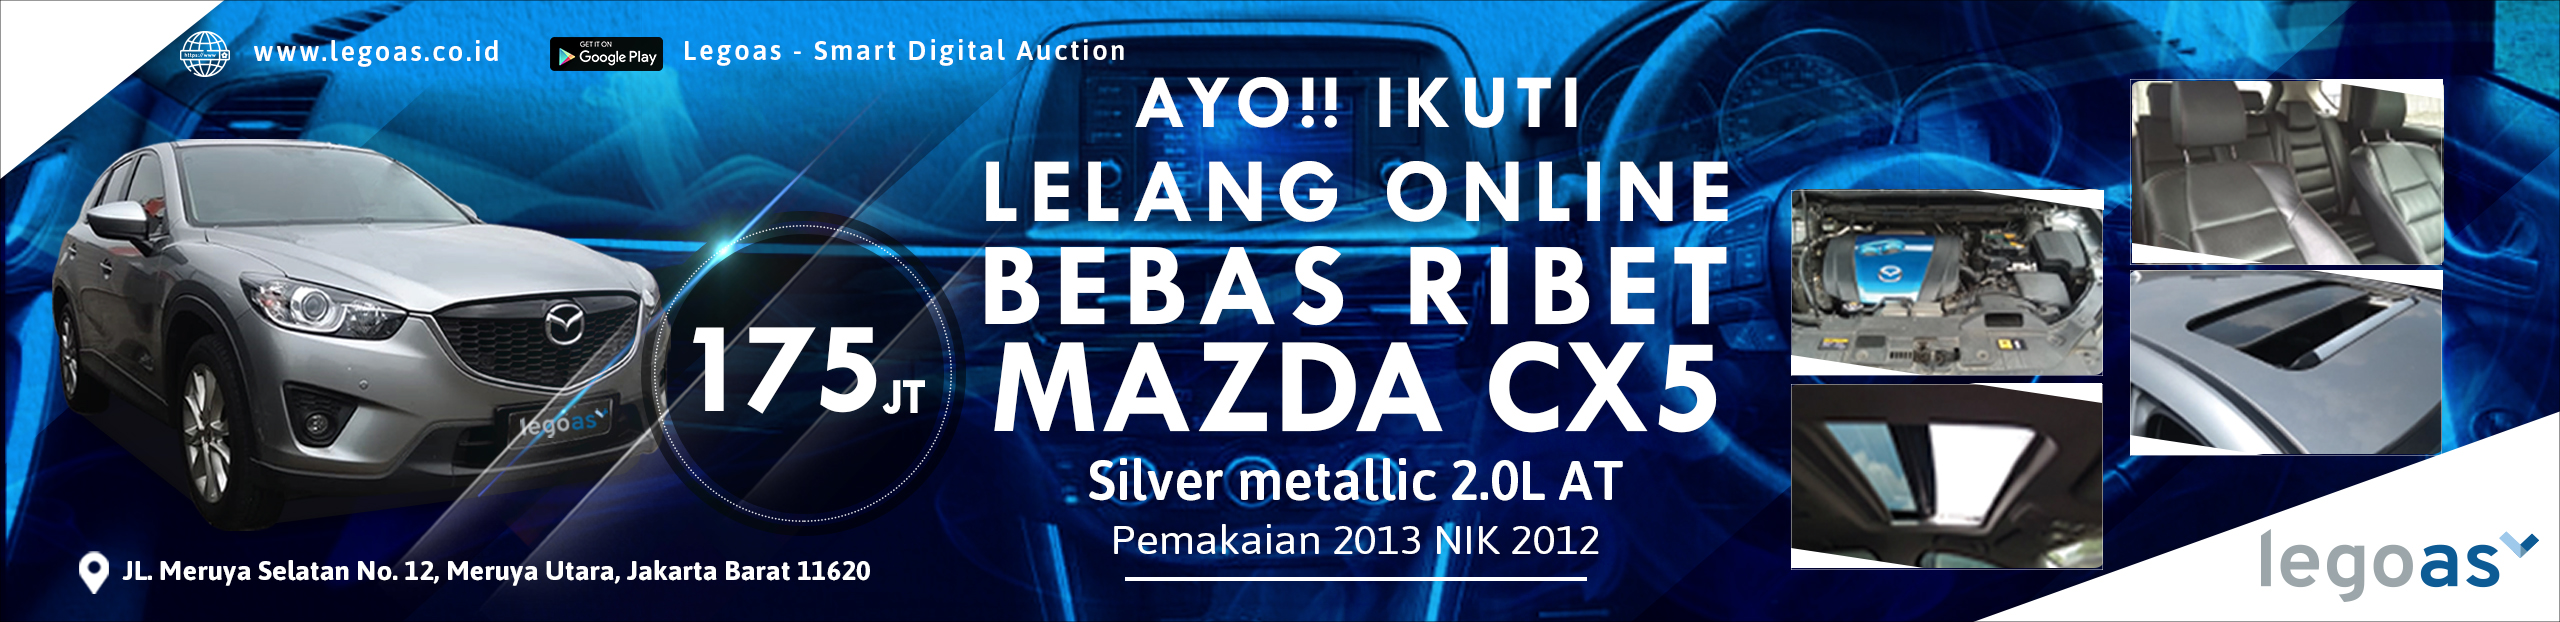 www.legoas.co.id
GET IT ON
Google Play
Legoas - Smart Digital Auction
AYO!! IKUTI
LELANG ONLINE
BEBAS RIBET
MAZDA CX5
Silver metallic 2.0L AT
Pemakaian 2013 NIK 2012
175 JT
legoas
JL. Meruya Selatan No. 12, Meruya Utara, Jakarta Barat 11620
legoas